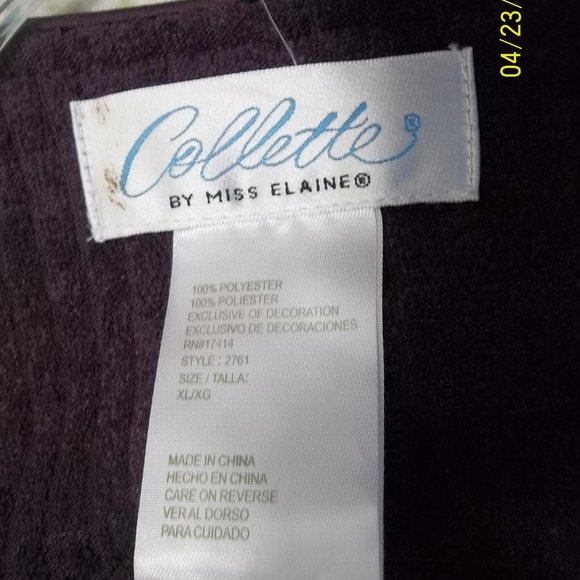 Collette®
BY MISS ELAINE®
100% POLYESTER
100% POLIESTER
EXCLUSIVE OF DECORATION
EXCLUSIVO DE DECORACIONES
RN#17414
STYLE : 2761
SIZE / TALLA:
XL/XG
MADE IN CHINA
HECHO EN CHINA
CARE ON REVERSE
VER AL DORSO
PARA CUIDADO
04/23/